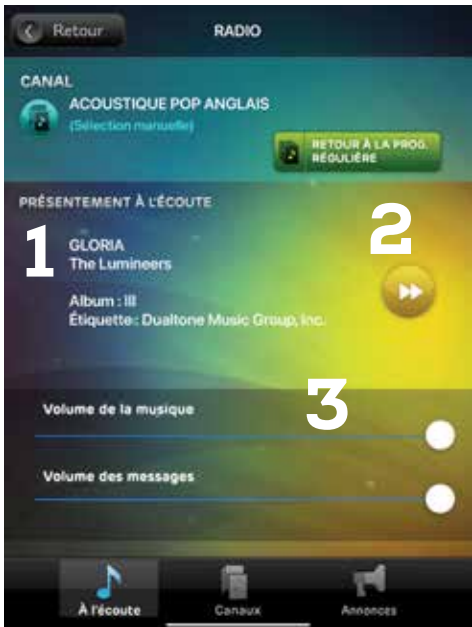 Retour
RADIO
CANAL
ACOUSTIQUE POP ANGLAIS
(Sélection manuelle)
RETOUR À LA PROG.
RÉGULIÈRE
PRÉSENTEMENT À L'ÉCOUTE
1
2
GLORIA
The Lumineers
Album : III
Étiquette : Dualtone Music Group, Inc.
3
Volume de la musique
Volume des messages
À l'écoute
Canaux
Annonces